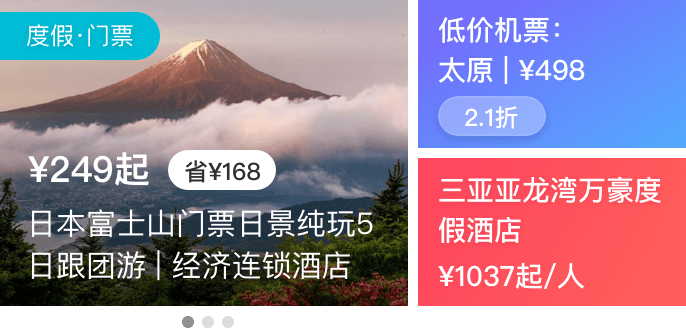 度假·门票
¥249起 省¥168
日本富士山门票日景纯玩5
日跟团游 | 经济连锁酒店
低价机票：
太原 | ¥498
2.1折
三亚亚龙湾万豪度
假酒店
¥1037起/人